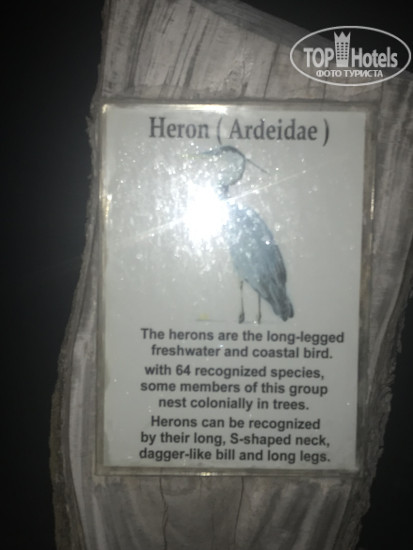 TOP Hotels
ФОТО ТУРИСТА
Heron ( Ardeidae )
The herons are the long-legged
freshwater and coastal bird.
with 64 recognized species,
some members of this group
nest colonially in trees.
Herons can be recognized
by their long, S-shaped neck,
dagger-like bill and long legs.